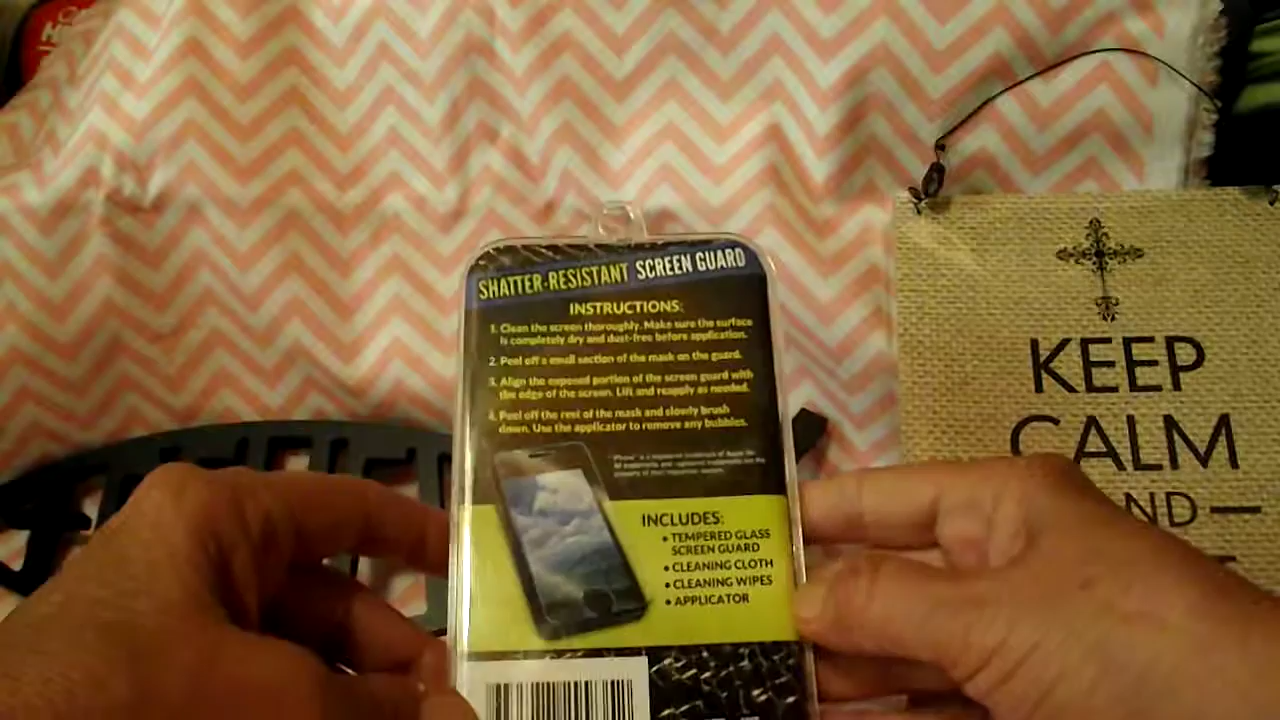 SHATTER-RESISTANT SCREEN GUARD
INSTRUCTIONS:
1. Clean the screen thoroughly. Make sure the surface
is completely dry and dust-free before application.
2. Peel off a small section of the mask on the guard.
3. Align the exposed portion of the screen guard with
the edge of the screen. Lift and reapply as needed.
4. Peel off the rest of the mask and slowly brush
down. Use the applicator to remove any bubbles.
INCLUDES:
• TEMPERED GLASS
SCREEN GUARD
• CLEANING CLOTH
• CLEANING WIPES
• APPLICATOR
KEEP
CALM
ND —